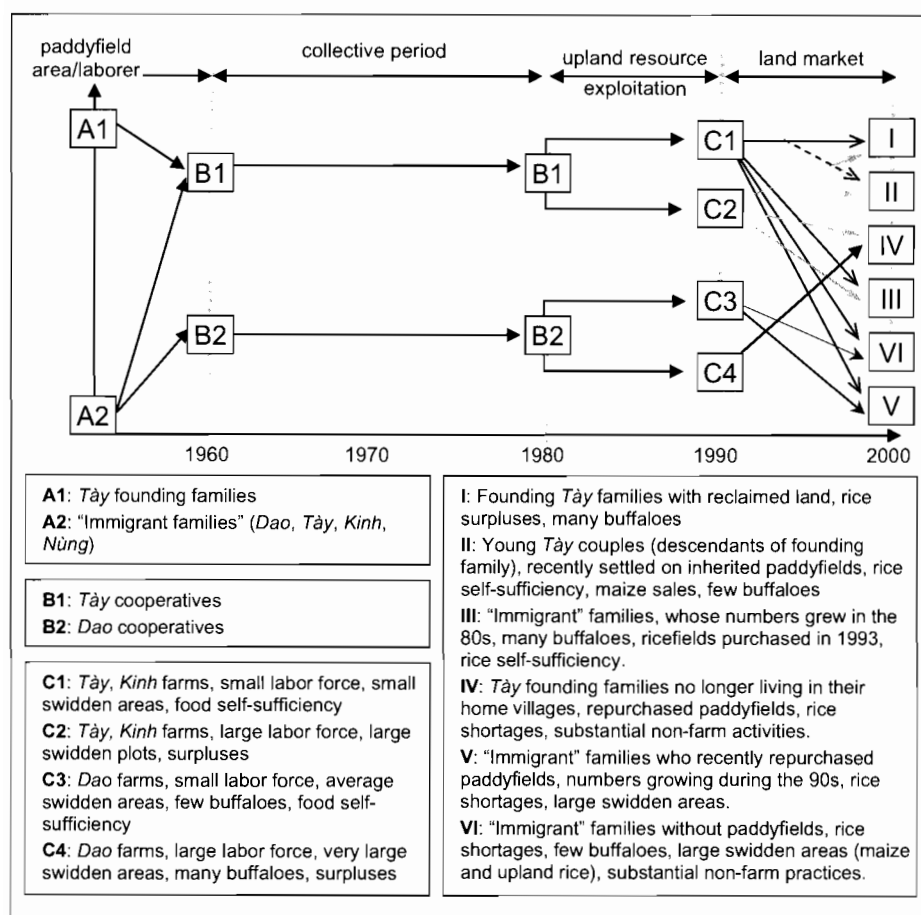 paddyfield
area/laborer
collective period
upland resource
exploitation
land market
A1
B1
B1
C1
I
II
C2
IV
III
B2
B2
C3
VI
C4
A2
V
1960
1970
1980
1990
2000
A1: Tày founding families
A2: “Immigrant families” (Dao, Tày, Kinh,
Nùng)
B1: Tày cooperatives
B2: Dao cooperatives
C1: Tày, Kinh farms, small labor force, small
swidden areas, food self-sufficiency
C2: Tày, Kinh farms, large labor force, large
swidden plots, surpluses
C3: Dao farms, small labor force, average
swidden areas, few buffaloes, food self-
sufficiency
C4: Dao farms, large labor force, very large
swidden areas, many buffaloes, surpluses
I: Founding Tày families with reclaimed land, rice
surpluses, many buffaloes
II: Young Tày couples (descendants of founding
family), recently settled on inherited paddyfields, rice
self-sufficiency, maize sales, few buffaloes
III: “Immigrant” families, whose numbers grew in the
80s, many buffaloes, ricefields purchased in 1993,
rice self-sufficiency.
IV: Tày founding families no longer living in their
home villages, repurchased paddyfields, rice
shortages, substantial non-farm activities.
V: “Immigrant” families who recently repurchased
paddyfields, numbers growing during the 90s, rice
shortages, large swidden areas.
VI: “Immigrant” families without paddyfields, rice
shortages, few buffaloes, large swidden areas (maize
and upland rice), substantial non-farm practices.